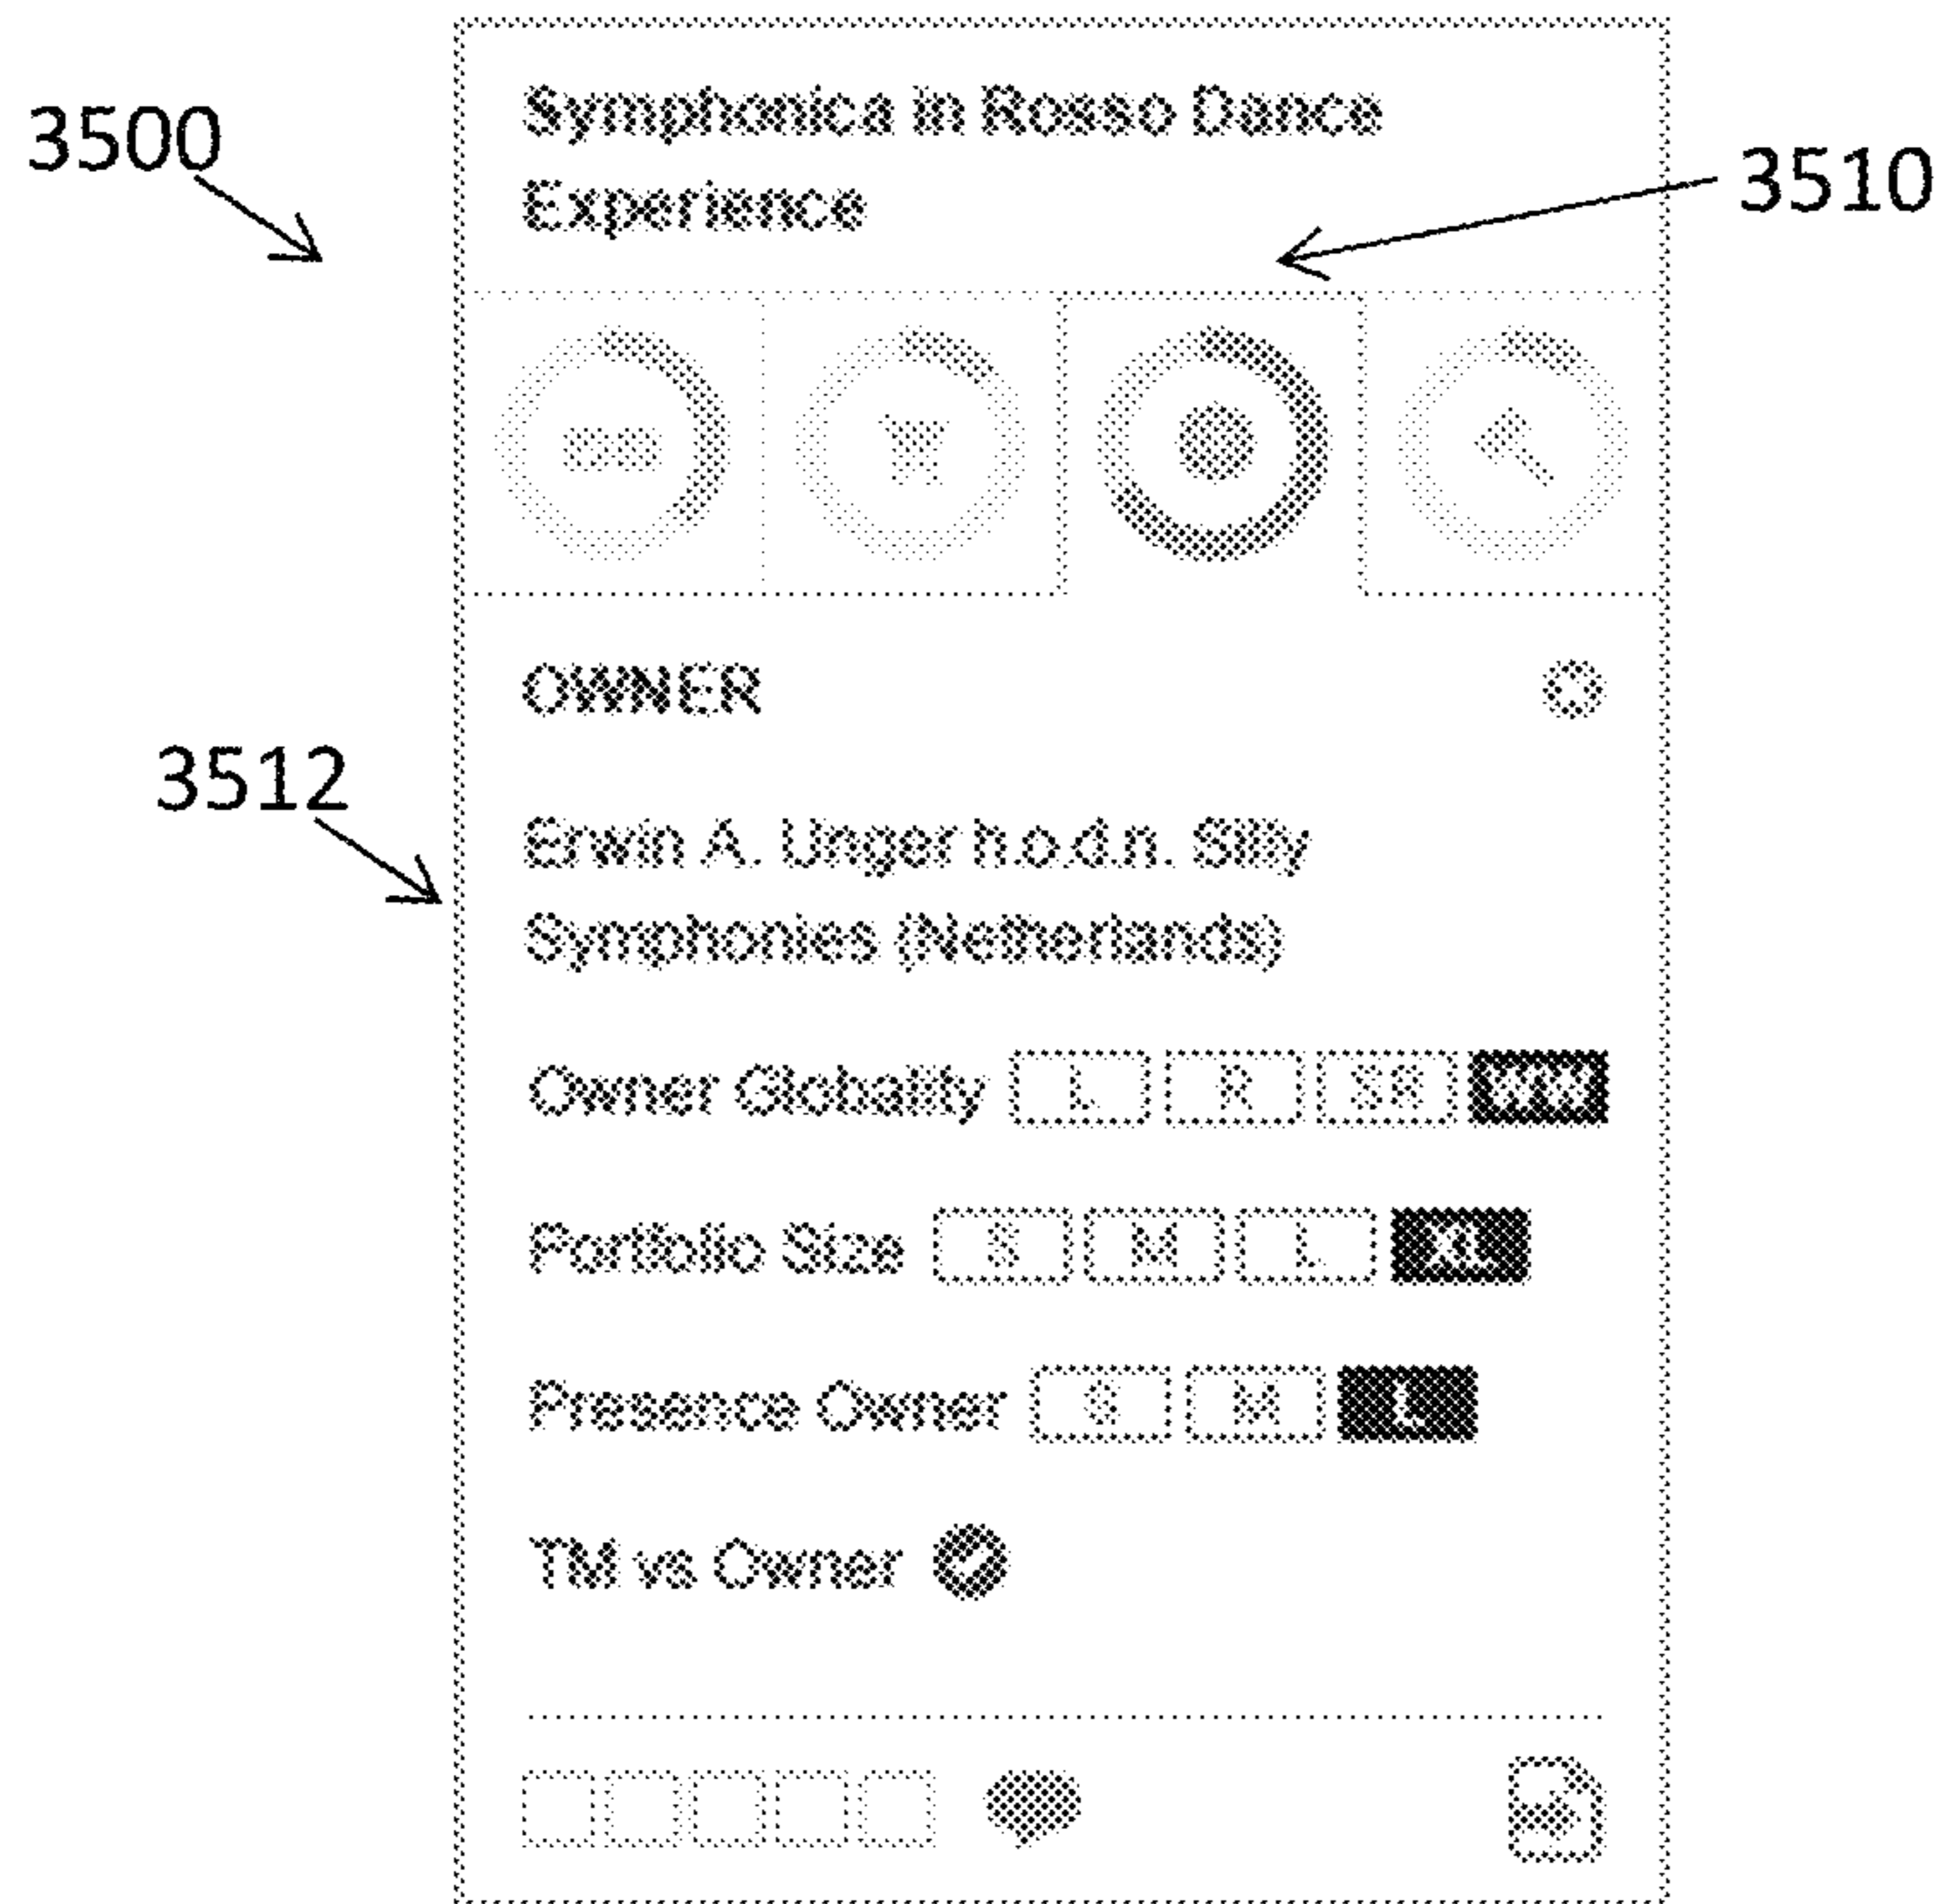 Symphonica in Rosso Dance
Experience
3500
3510
OWNER
3512
Erwin A. Unger h.o.d.n. Silly
Symphonies (Netherlands)
Owner Globality L R SR WW
Portfolio Size S M L XL
Presence Owner S M L
TM vs Owner